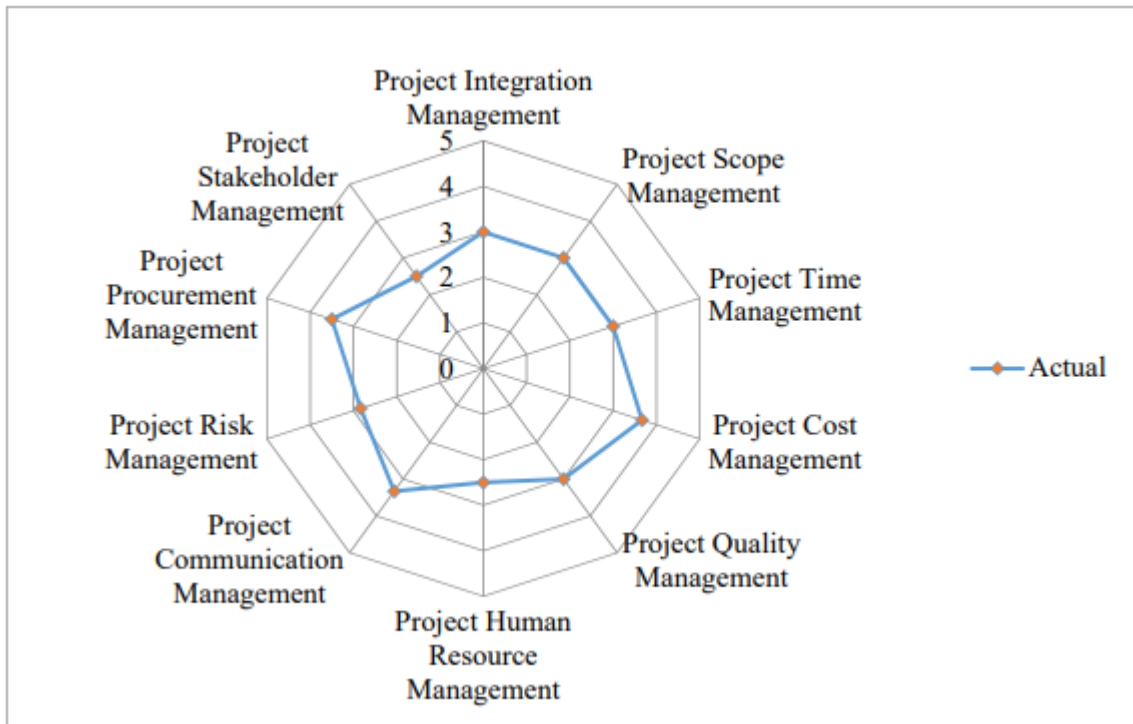 Project Integration
Management
Project Scope
Management
Project Time
Management
Project Cost
Management
Project Quality
Management
Project Human
Resource
Management
Project
Communication
Management
Project Risk
Management
Project
Procurement
Management
Project
Stakeholder
Management
5
4
3
2
1
0
Actual